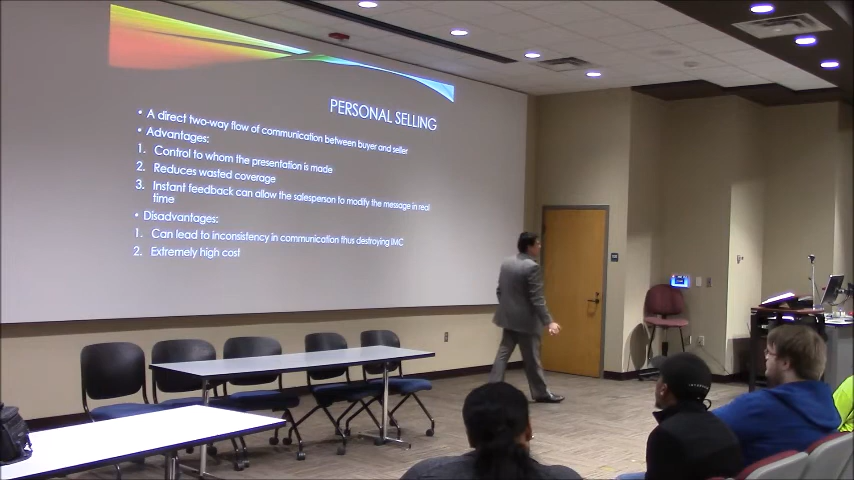 PERSONAL SELLING
• A direct two-way flow of communication between buyer and seller
• Advantages:
1. Control to whom the presentation is made
2. Reduces wasted coverage
3. Instant feedback can allow the salesperson to modify the message in real
time
• Disadvantages:
1. Can lead to inconsistency in communication thus destroying IMC
2. Extremely high cost